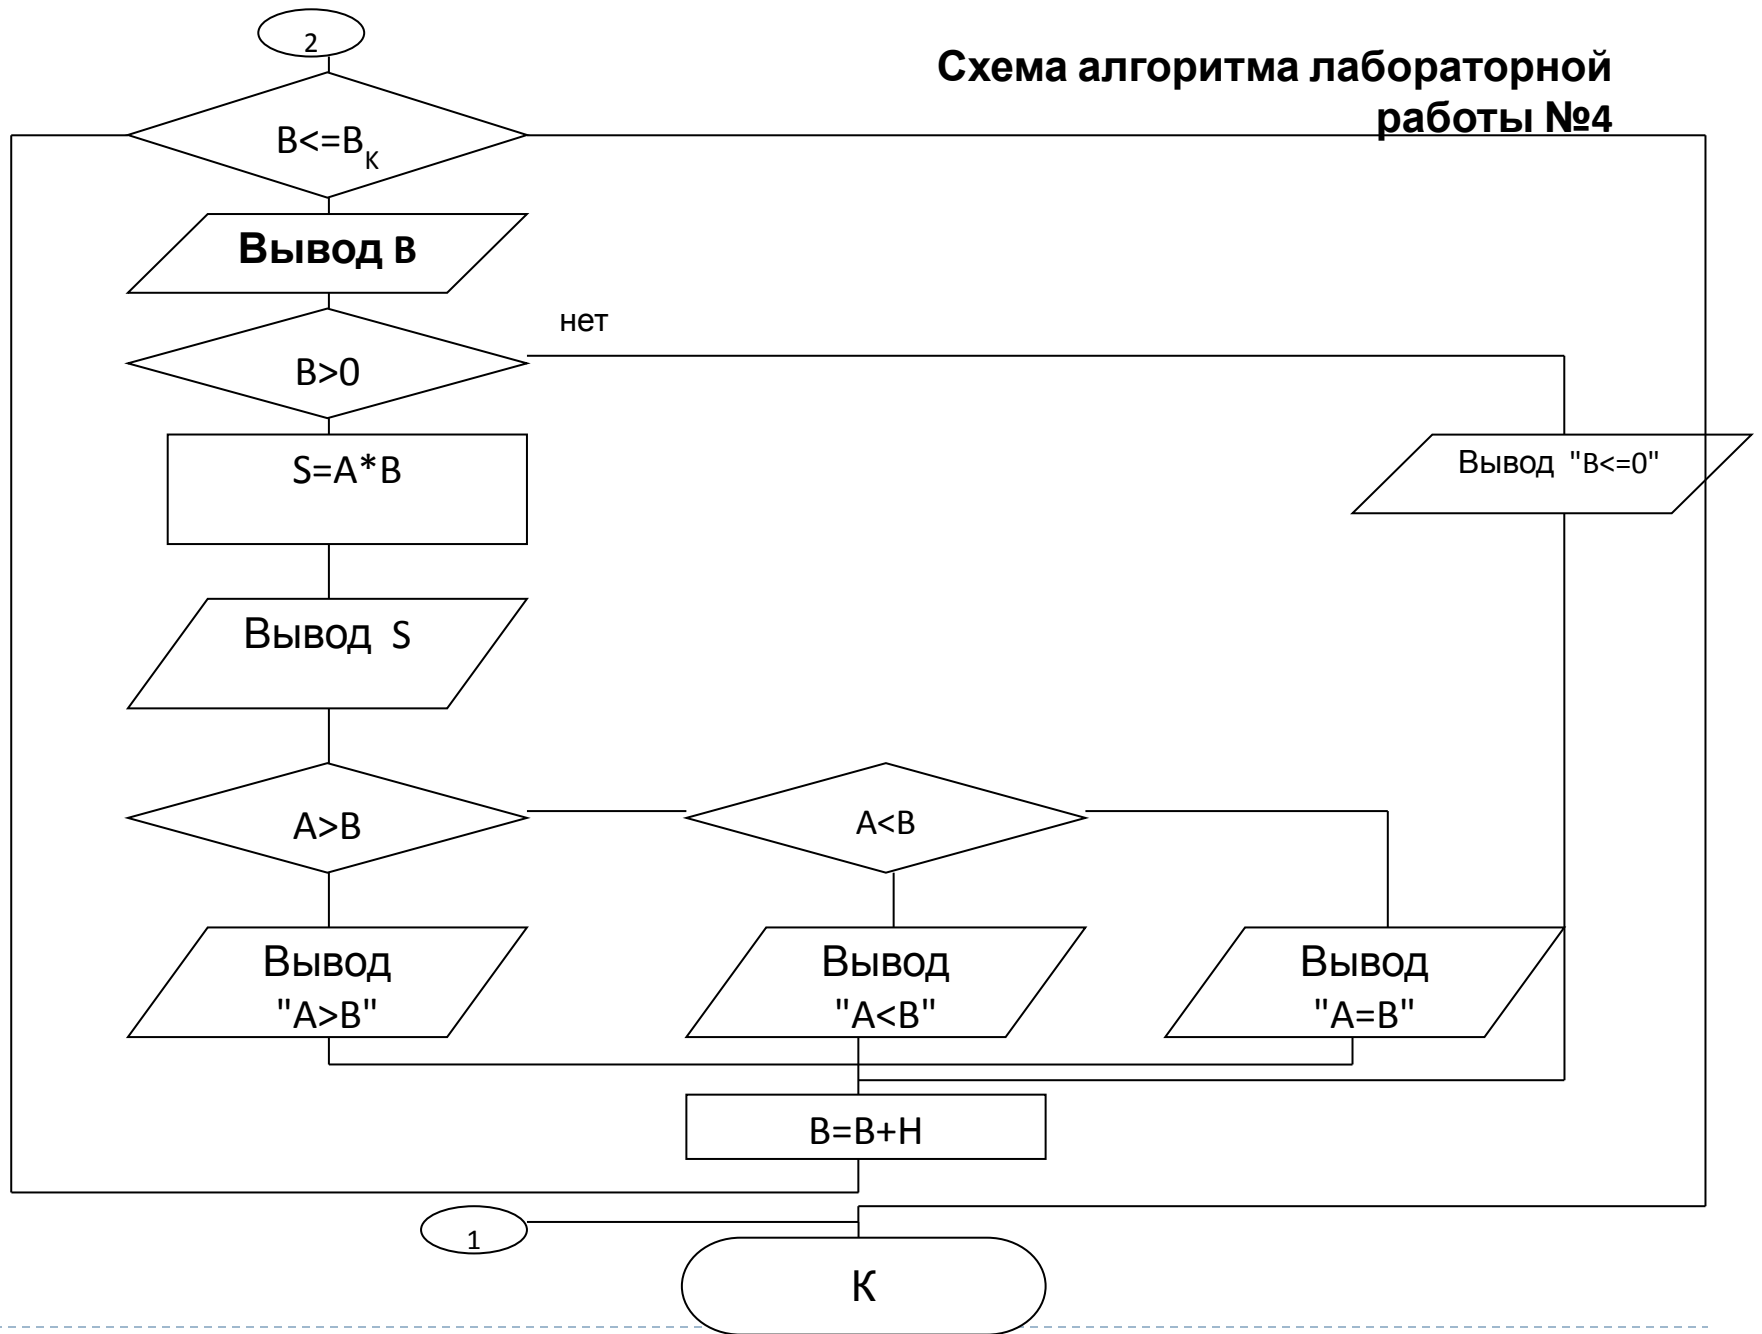 Схема алгоритма лабораторной
работы №4
2
B<=BK
Вывод B
нет
B>0
S=A*B
Вывод "B<=0"
Вывод S
A>B
A<B
Вывод
"A>B"
Вывод
"A<B"
Вывод
"A=B"
B=B+H
1
К